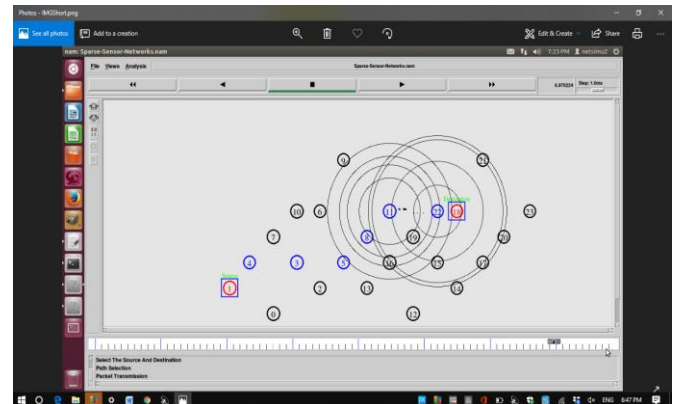 Photos - IMGShort.png
See all photos
Add to a creation
Edit & Create
Share
nam: Sparse-Sensor-Networks.nam
7:23 PM
netsimu2
File Views Analysis
Sparse-Sensor-Networks.nam
Step: 1.0ms
9
21
10 6 11 22 18 23
Destination
7 8 19 20
4 3 5 16 15 17
Source
1 2 13 14
0 12
Select The Source And Destination
Path Selection
Packet Transmission
ENG 6:47 PM